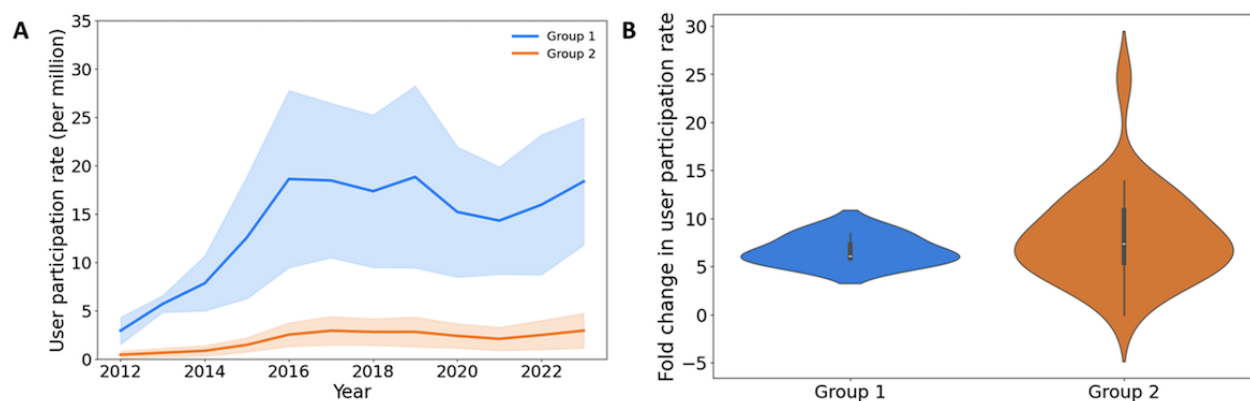 A
User participation rate (per million)
35
30
25
20
15
10
5
0
Group 1
Group 2
2012
2014
2016
2018
2020
2022
Year
B
Fold change in user participation rate
30
25
20
15
10
5
0
−5
Group 1
Group 2